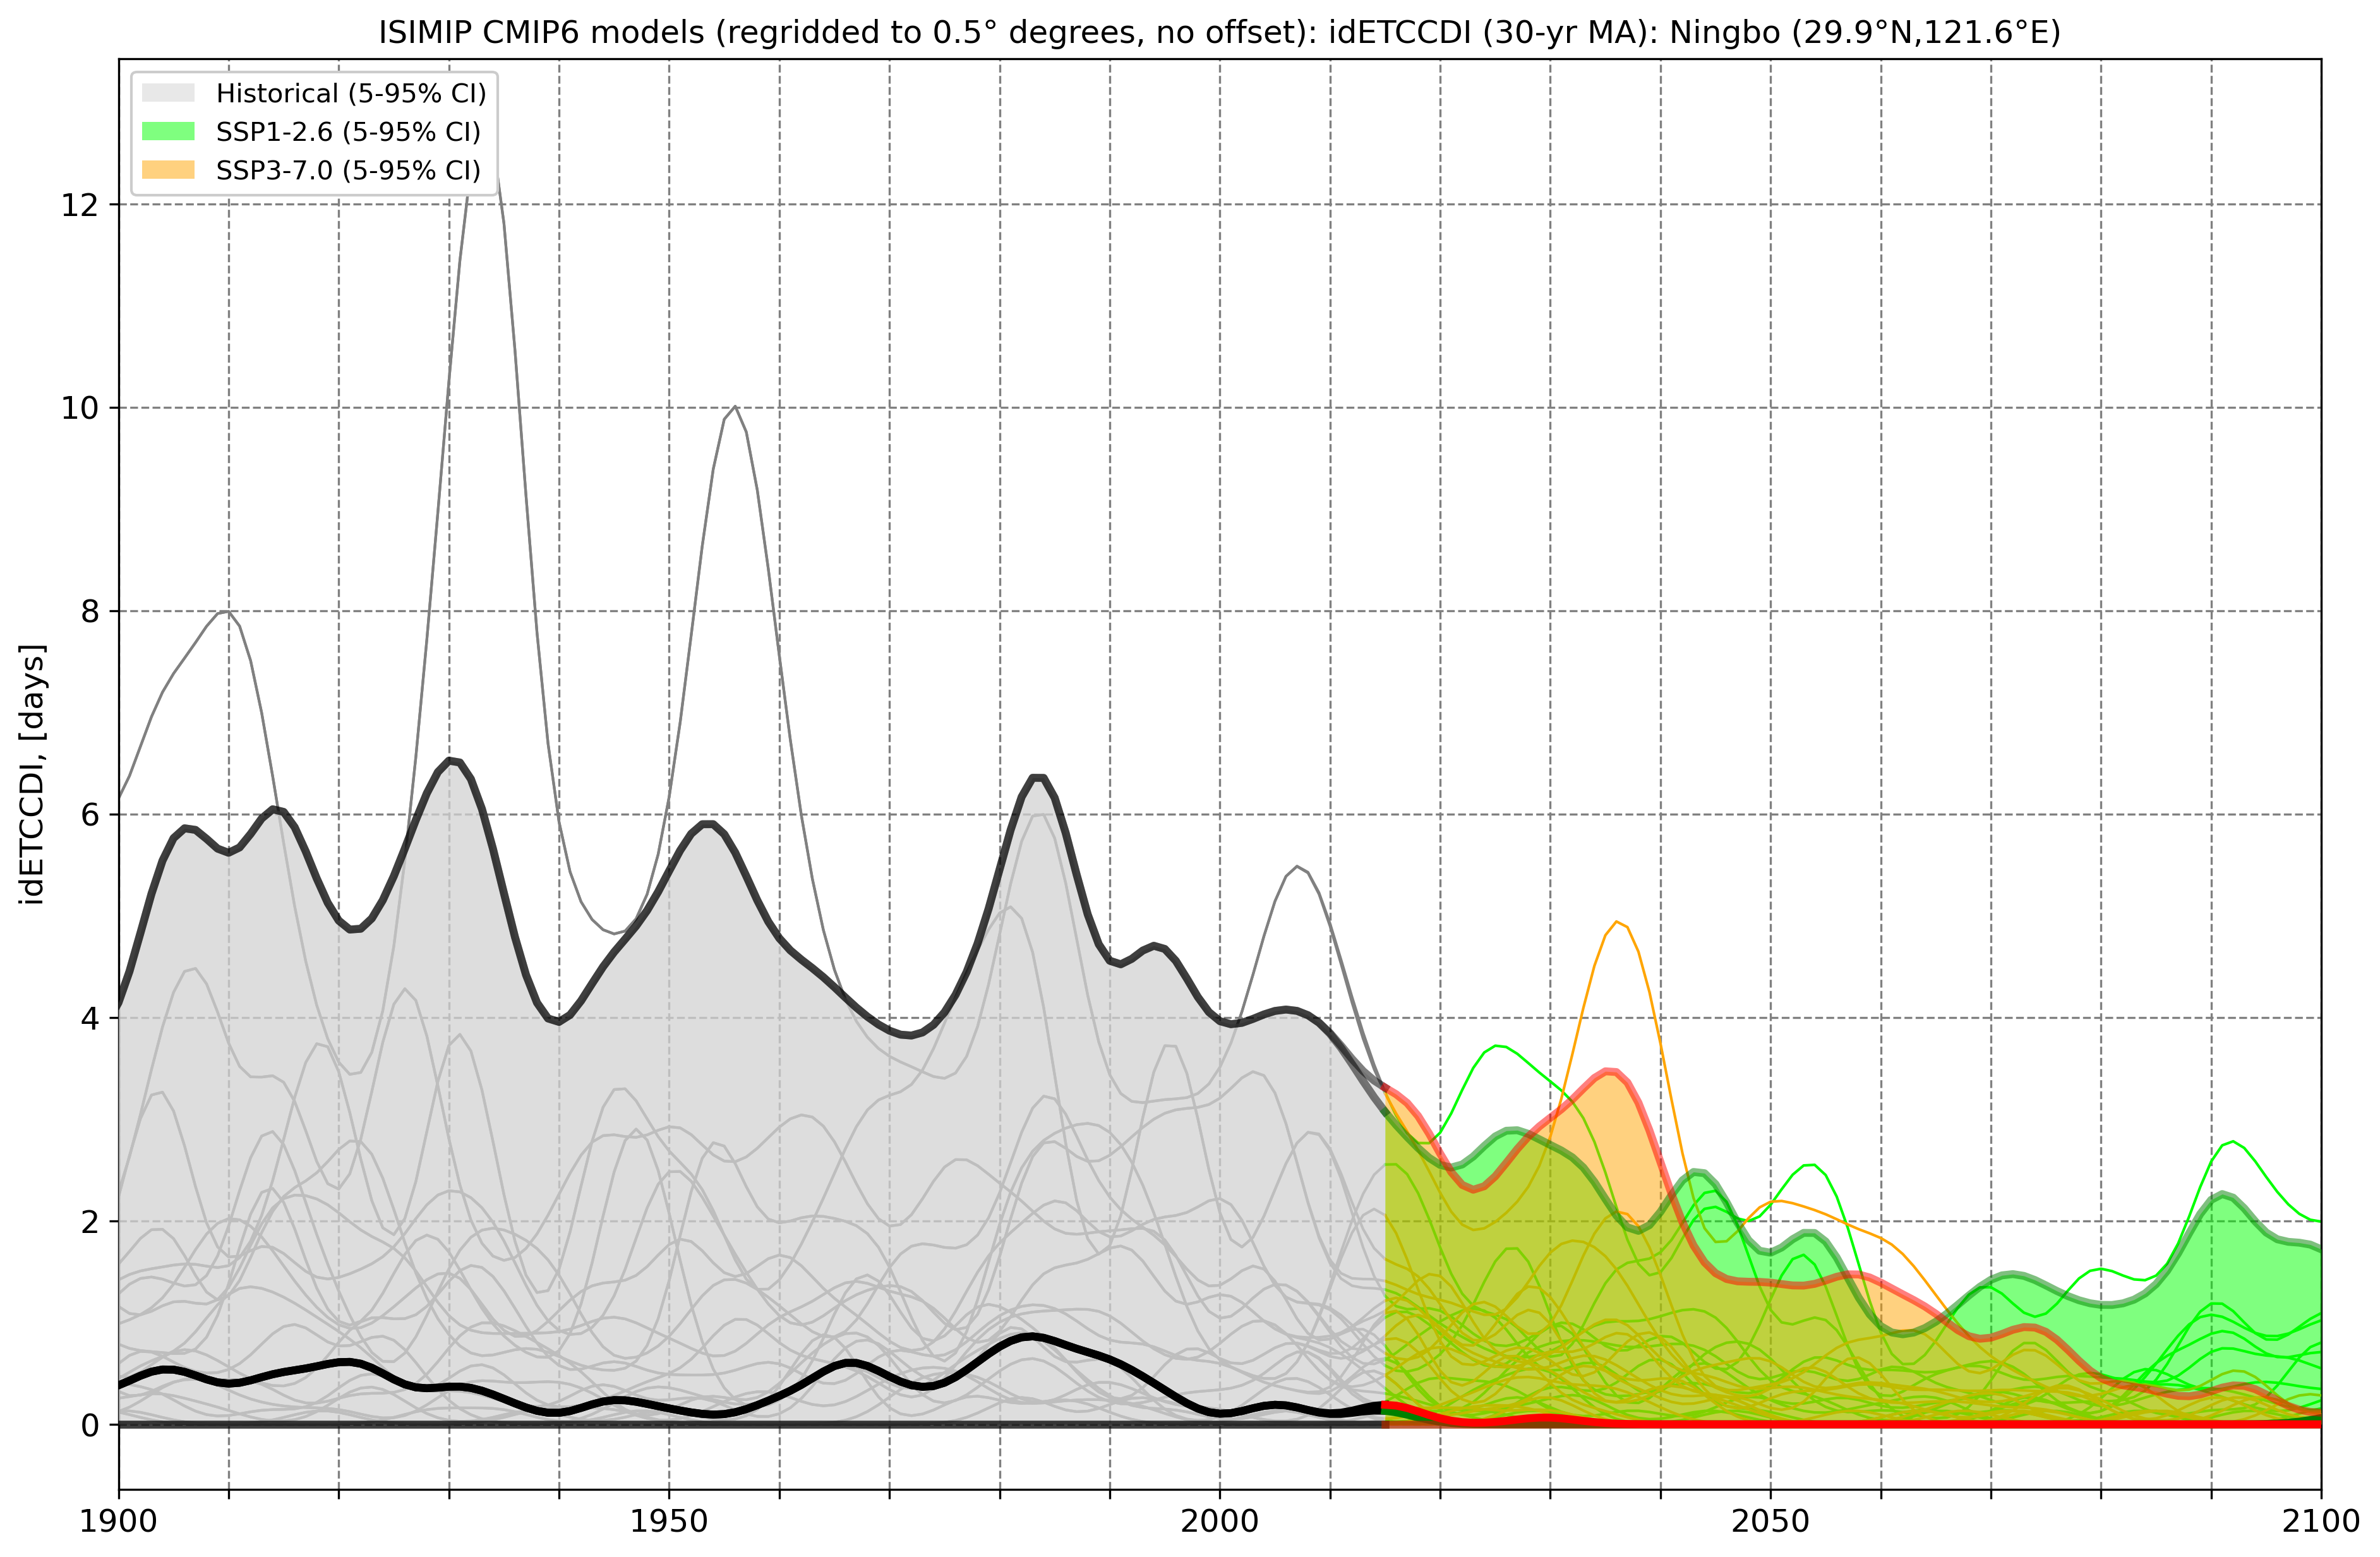 ISIMIP CMIP6 models (regridded to 0.5° degrees, no offset): idETCCDI (30-yr MA): Ningbo (29.9°N,121.6°E)
Historical (5-95% CI)
SSP1-2.6 (5-95% CI)
SSP3-7.0 (5-95% CI)
idETCCDI, [days]
12
10
8
6
4
2
0
1900 1950 2000 2050 2100